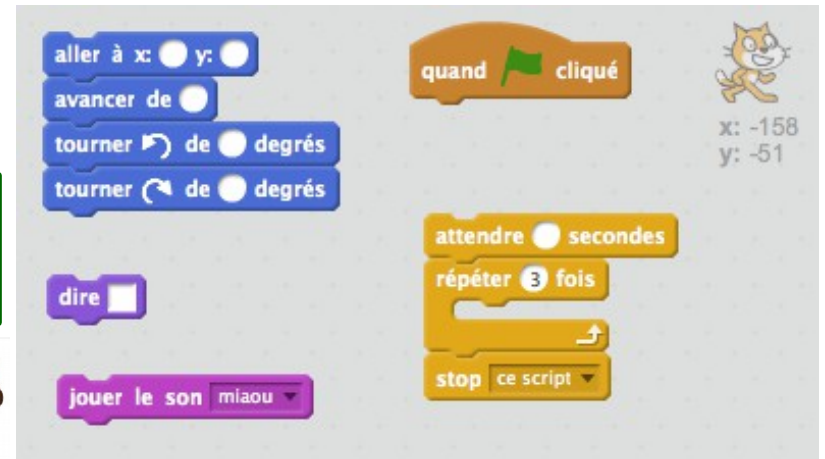 aller à x: y:
avancer de
tourner de degrés
tourner de degrés
dire
jouer le son miaou
quand cliqué
x: -158
y: -51
attendre secondes
répéter 3 fois
stop ce script